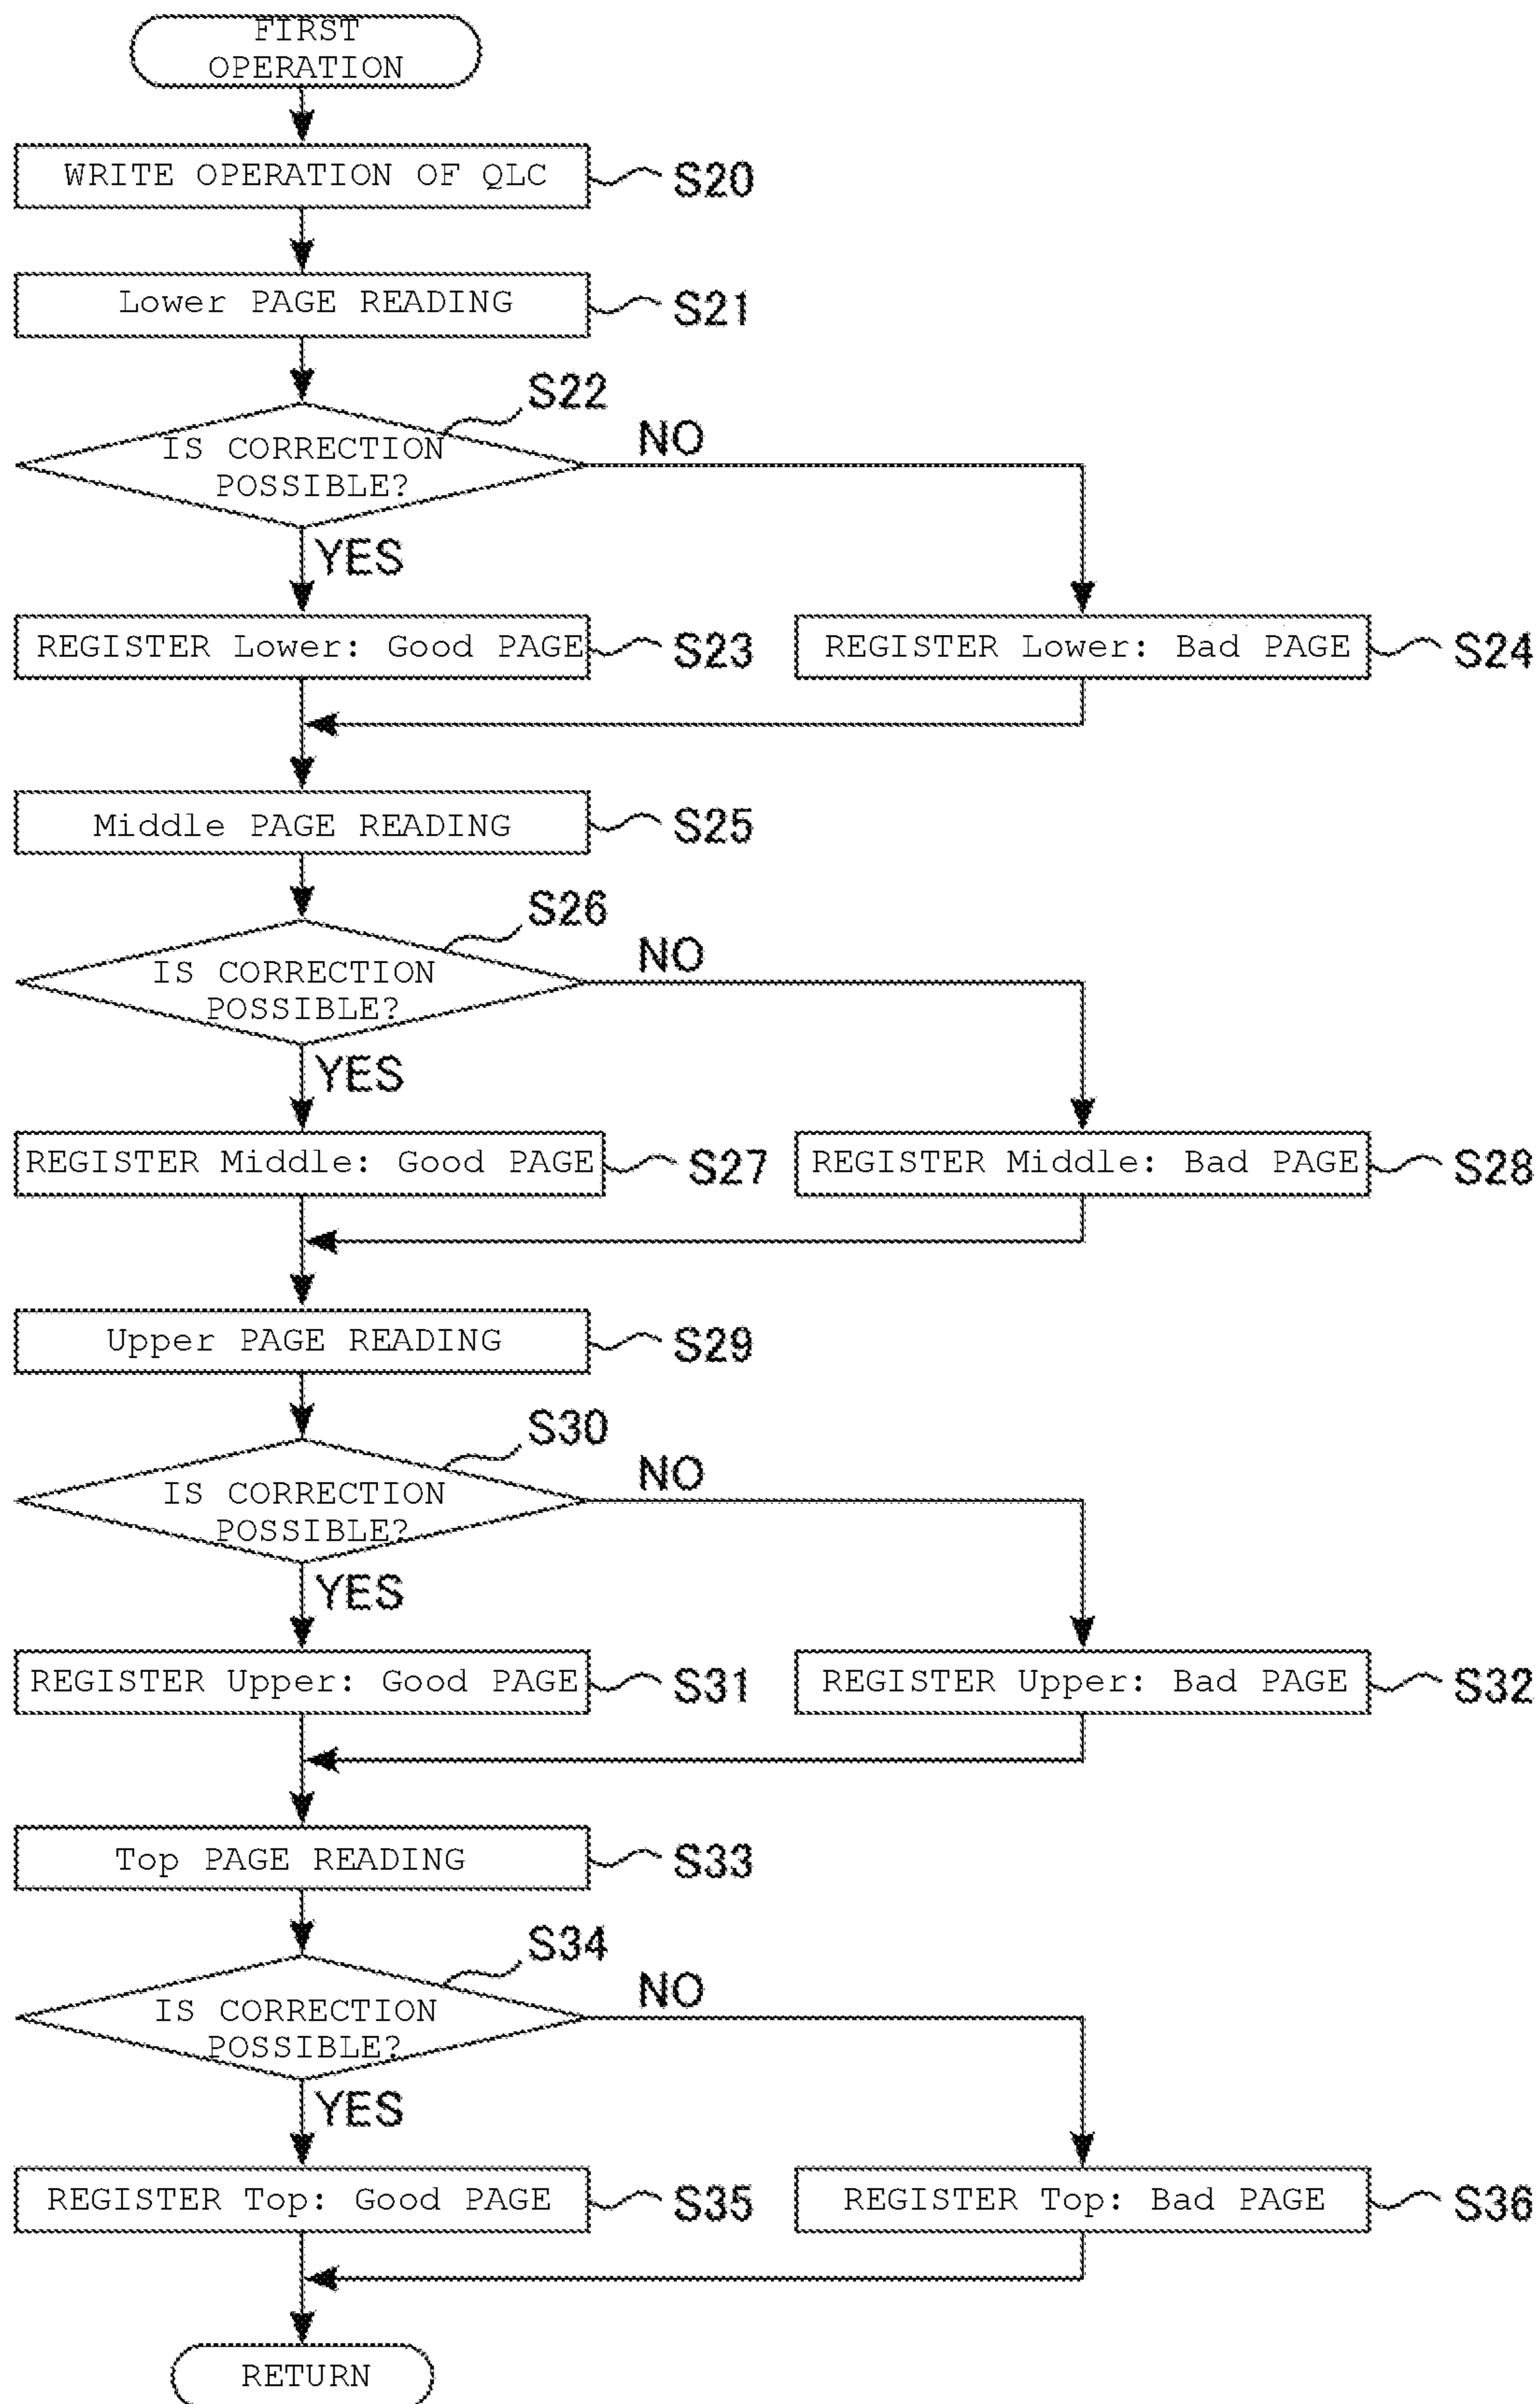 FIRST
OPERATION
WRITE OPERATION OF QLC
S20
Lower PAGE READING
S21
S22
IS CORRECTION
POSSIBLE?
NO
YES
REGISTER Lower: Good PAGE
S23
REGISTER Lower: Bad PAGE
S24
Middle PAGE READING
S25
S26
IS CORRECTION
POSSIBLE?
NO
YES
REGISTER Middle: Good PAGE
S27
REGISTER Middle: Bad PAGE
S28
Upper PAGE READING
S29
S30
IS CORRECTION
POSSIBLE?
NO
YES
REGISTER Upper: Good PAGE
S31
REGISTER Upper: Bad PAGE
S32
Top PAGE READING
S33
S34
IS CORRECTION
POSSIBLE?
NO
YES
REGISTER Top: Good PAGE
S35
REGISTER Top: Bad PAGE
S36
RETURN